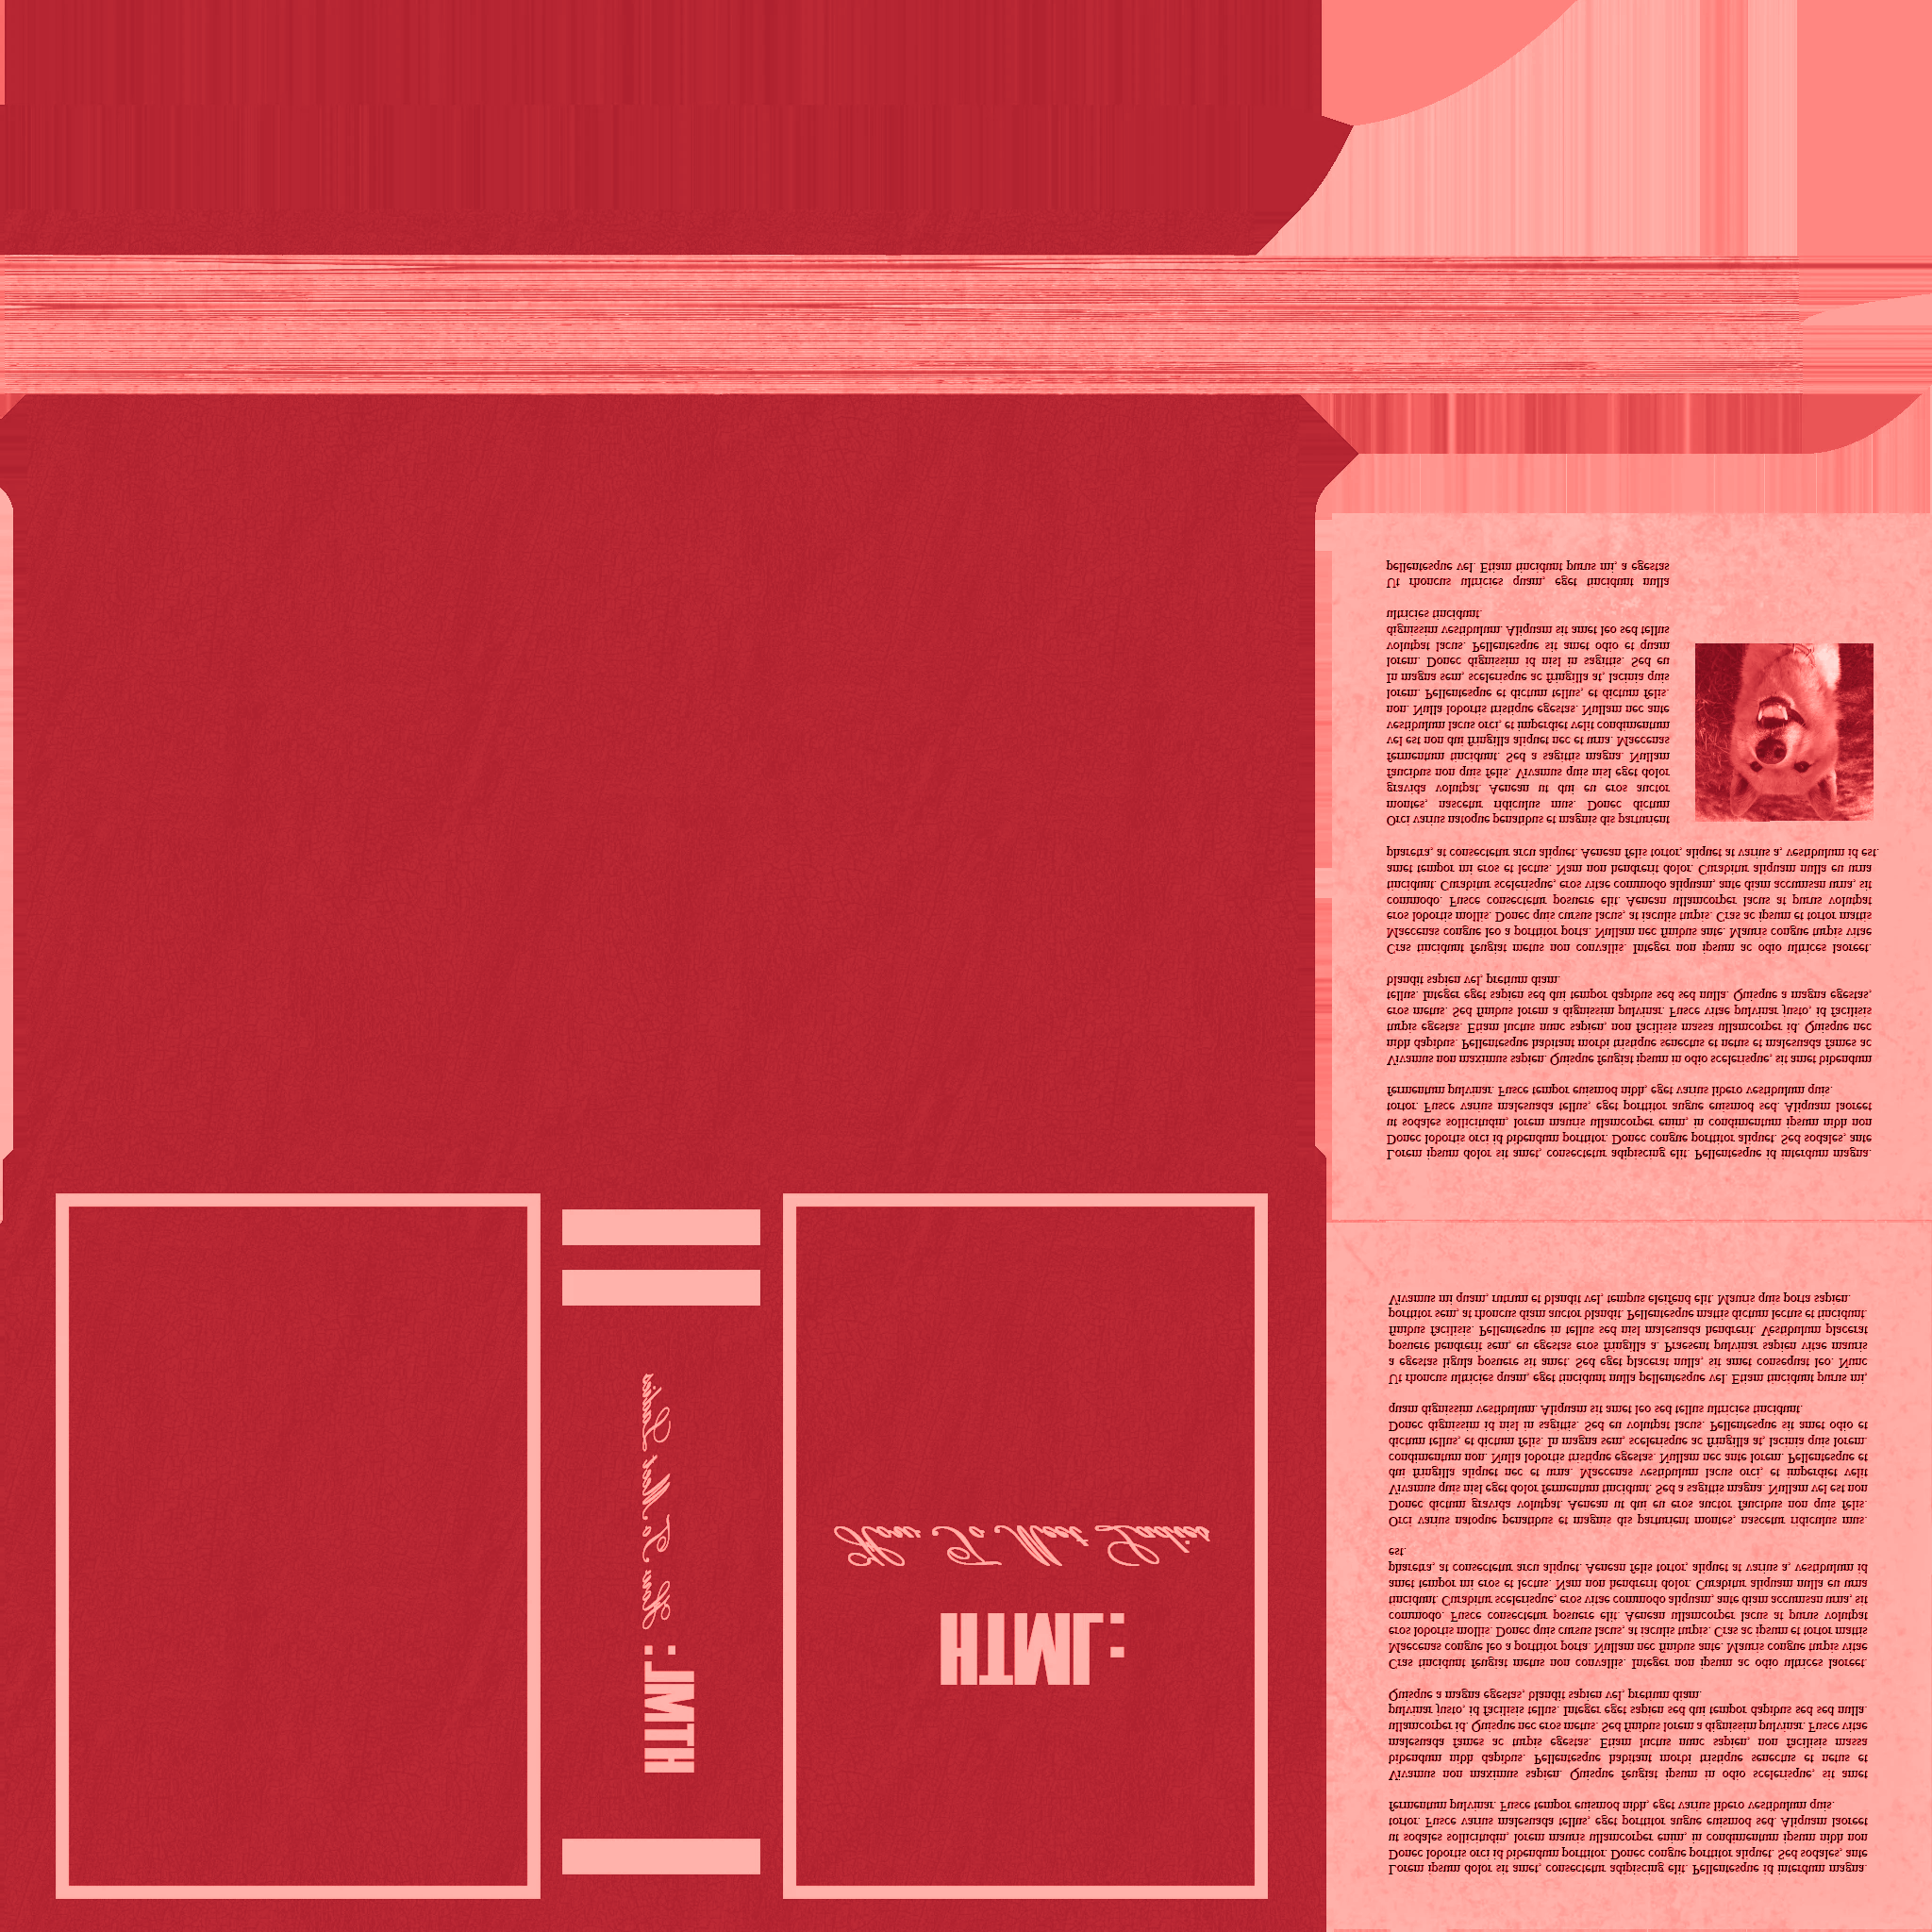 HTML: How To Meet Ladies
HTML:
How To Meet Ladies
Lorem ipsum dolor sit amet, consectetur adipiscing elit. Pellentesque id interdum magna.
Donec lobortis orci id bibendum porttitor. Donec congue porttitor aliquet. Sed sodales, ante
ut sodales sollicitudin, lorem mauris ullamcorper enim, in condimentum ipsum nibh non
tortor. Fusce varius malesuada tellus, eget porttitor augue euismod sed. Aliquam laoreet
fermentum pulvinar. Fusce tempor euismod nibh, eget varius libero vestibulum quis.
Vivamus non maximus sapien. Quisque feugiat ipsum in odio scelerisque, sit amet
bibendum nibh dapibus. Pellentesque habitant morbi tristique senectus et netus et
malesuada fames ac turpis egestas. Etiam luctus nunc sapien, non facilisis massa
ullamcorper id. Quisque nec eros metus. Sed finibus lorem a dignissim pulvinar. Fusce vitae
pulvinar justo, id facilisis tellus. Integer eget sapien sed dui tempor dapibus sed sed nulla.
Quisque a magna egestas, blandit sapien vel, pretium diam.
Cras tincidunt feugiat metus non convallis. Integer non ipsum ac odio ultrices laoreet.
Maecenas congue leo a porttitor porta. Nullam nec finibus ante. Mauris congue turpis vitae
eros lobortis mollis. Donec quis cursus lacus, at iaculis turpis. Cras ac ipsum et tortor mattis
commodo. Fusce consectetur posuere elit. Aenean ullamcorper lacus at purus volutpat
tincidunt. Curabitur scelerisque, eros vitae commodo aliquam, ante diam accumsan urna, sit
amet tempor mi eros et lectus. Nam non hendrerit dolor. Curabitur aliquam nulla eu urna
pharetra, at consectetur arcu aliquet. Aenean felis tortor, aliquet at varius a, vestibulum id
est.
Orci varius natoque penatibus et magnis dis parturient montes, nascetur ridiculus mus.
Donec dictum gravida volutpat. Aenean ut dui eu eros auctor faucibus non quis felis.
Vivamus quis nisl eget dolor fermentum tincidunt. Sed a sagittis magna. Nullam vel est non
dui fringilla aliquet nec et urna. Maecenas vestibulum lacus orci, et imperdiet velit
condimentum non. Nulla lobortis tristique egestas. Nullam nec ante lorem. Pellentesque et
dictum tellus, et dictum felis. In magna sem, scelerisque ac fringilla at, lacinia quis lorem.
Donec dignissim id nisl in sagittis. Sed eu volutpat lacus. Pellentesque sit amet odio et
quam dignissim vestibulum. Aliquam sit amet leo sed tellus ultricies tincidunt.
Ut rhoncus ultricies quam, eget tincidunt nulla pellentesque vel. Etiam tincidunt purus mi,
a egestas ligula posuere sit amet. Sed eget placerat nulla, sit amet consequat leo. Nunc
posuere hendrerit sem, eu egestas eros fringilla a. Praesent pulvinar sapien vitae mauris
finibus facilisis. Pellentesque in tellus sed nisl malesuada hendrerit. Vestibulum placerat
porttitor sem, at rhoncus diam auctor blandit. Pellentesque mattis dictum lectus et tincidunt.
Vivamus mi quam, rutrum et blandit vel, tempus eleifend elit. Mauris quis porta sapien.
Lorem ipsum dolor sit amet, consectetur adipiscing elit. Pellentesque id interdum magna.
Donec lobortis orci id bibendum porttitor. Donec congue porttitor aliquet. Sed sodales, ante
ut sodales sollicitudin, lorem mauris ullamcorper enim, in condimentum ipsum nibh non
tortor. Fusce varius malesuada tellus, eget porttitor augue euismod sed. Aliquam laoreet
fermentum pulvinar. Fusce tempor euismod nibh, eget varius libero vestibulum quis.
Vivamus non maximus sapien. Quisque feugiat ipsum in odio scelerisque, sit amet bibendum
nibh dapibus. Pellentesque habitant morbi tristique senectus et netus et malesuada fames ac
turpis egestas. Etiam luctus nunc sapien, non facilisis massa ullamcorper id. Quisque nec
eros metus. Sed finibus lorem a dignissim pulvinar. Fusce vitae pulvinar justo, id facilisis
tellus. Integer eget sapien sed dui tempor dapibus sed sed nulla. Quisque a magna egestas,
blandit sapien vel, pretium diam.
Cras tincidunt feugiat metus non convallis. Integer non ipsum ac odio ultrices laoreet.
Maecenas congue leo a porttitor porta. Nullam nec finibus ante. Mauris congue turpis vitae
eros lobortis mollis. Donec quis cursus lacus, at iaculis turpis. Cras ac ipsum et tortor mattis
commodo. Fusce consectetur posuere elit. Aenean ullamcorper lacus at purus volutpat
tincidunt. Curabitur scelerisque, eros vitae commodo aliquam, ante diam accumsan urna, sit
amet tempor mi eros et lectus. Nam non hendrerit dolor. Curabitur aliquam nulla eu urna
pharetra, at consectetur arcu aliquet. Aenean felis tortor, aliquet at varius a, vestibulum id est.
Orci varius natoque penatibus et magnis dis parturient
montes, nascetur ridiculus mus. Donec dictum
gravida volutpat. Aenean ut dui eu eros auctor
faucibus non quis felis. Vivamus quis nisl eget dolor
fermentum tincidunt. Sed a sagittis magna. Nullam
vel est non dui fringilla aliquet nec et urna. Maecenas
vestibulum lacus orci, et imperdiet velit condimentum
non. Nulla lobortis tristique egestas. Nullam nec ante
lorem. Pellentesque et dictum tellus, et dictum felis.
In magna sem, scelerisque ac fringilla at, lacinia quis
lorem. Donec dignissim id nisl in sagittis. Sed eu
volutpat lacus. Pellentesque sit amet odio et quam
dignissim vestibulum. Aliquam sit amet leo sed tellus
ultricies tincidunt.
Ut rhoncus ultricies quam, eget tincidunt nulla
pellentesque vel. Etiam tincidunt purus mi, a egestas